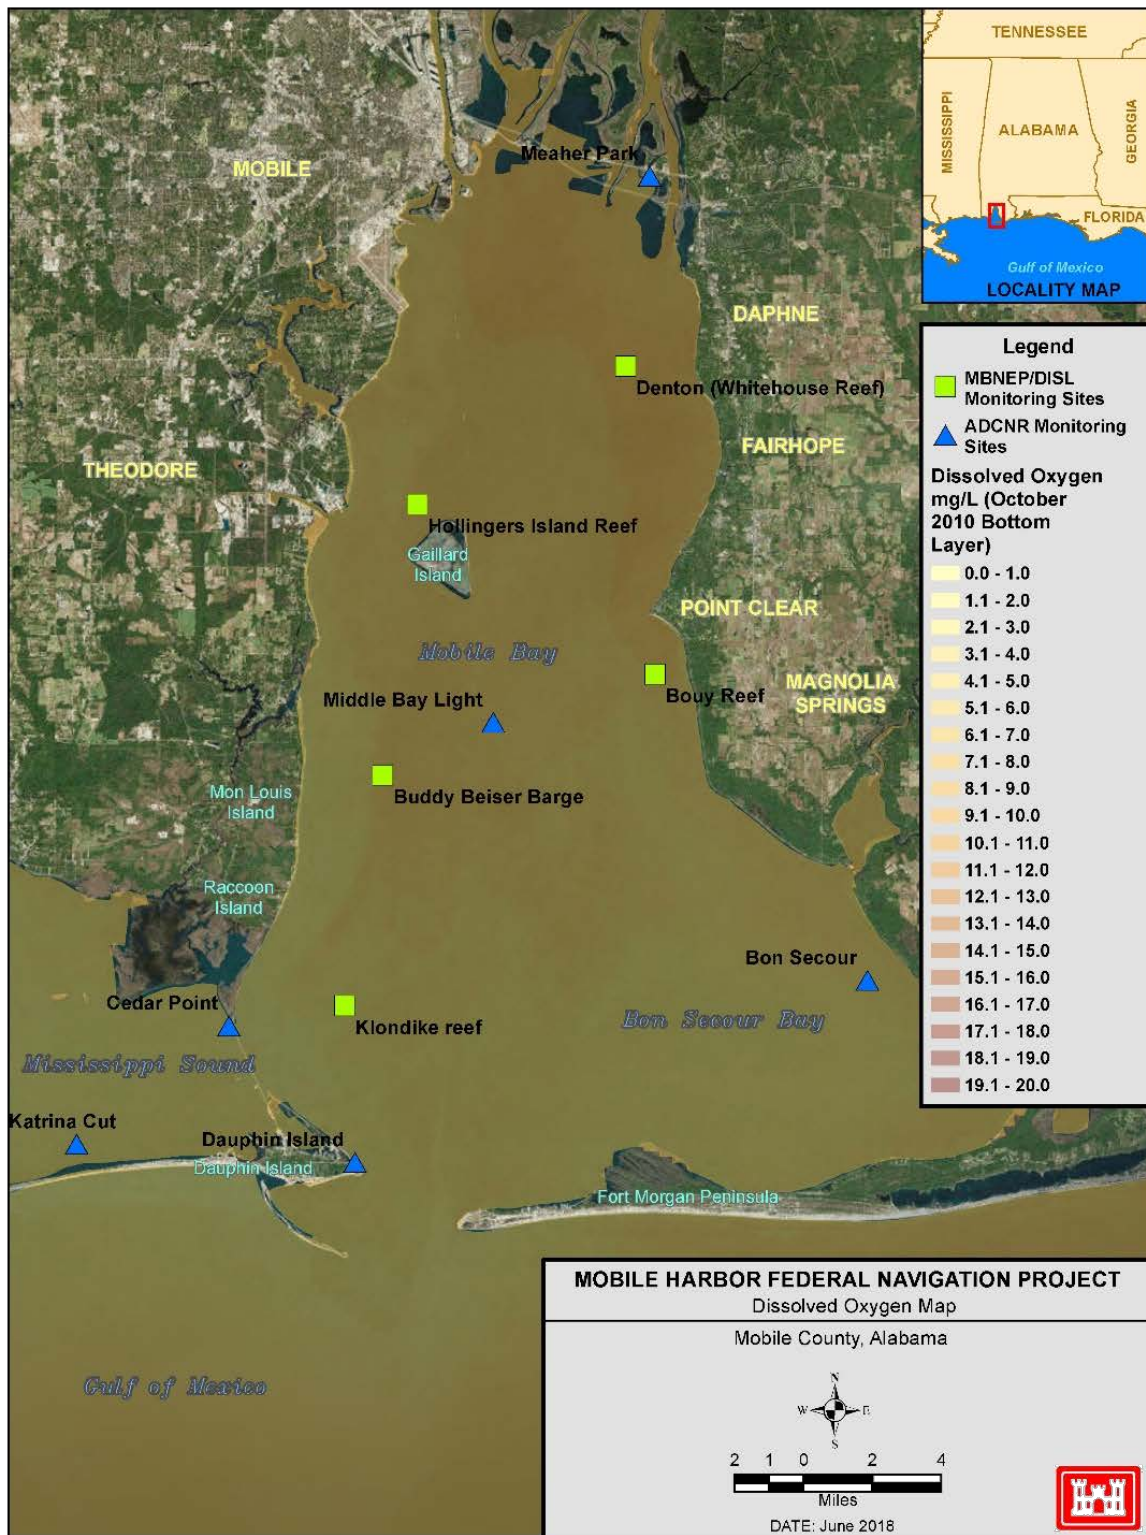 TENNESSEE
MISSISSIPPI
ALABAMA
GEORGIA
FLORIDA
Gulf of Mexico
LOCALITY MAP
Meaher Park
MOBILE
DAPHNE
Denton (Whitehouse Reef)
FAIRHOPE
THEODORE
Hollingers Island Reef
Gaillard
Island
POINT CLEAR
Mobile Bay
MAGNOLIA
SPRINGS
Bouy Reef
Middle Bay Light
Buddy Beiser Barge
Mon Louis
Island
Raccoon
Island
Bon Secour
Cedar Point
Klondike reef
Bon Secour Bay
Mississippi Sound
Katrina Cut
Dauphin Island
Dauphin Island
Fort Morgan Peninsula
Gulf of Mexico
Legend
MBNEP/DISL
Monitoring Sites
ADCNR Monitoring
Sites
Dissolved Oxygen
mg/L (October
2010 Bottom
Layer)
0.0 - 1.0
1.1 - 2.0
2.1 - 3.0
3.1 - 4.0
4.1 - 5.0
5.1 - 6.0
6.1 - 7.0
7.1 - 8.0
8.1 - 9.0
9.1 - 10.0
10.1 - 11.0
11.1 - 12.0
12.1 - 13.0
13.1 - 14.0
14.1 - 15.0
15.1 - 16.0
16.1 - 17.0
17.1 - 18.0
18.1 - 19.0
19.1 - 20.0
MOBILE HARBOR FEDERAL NAVIGATION PROJECT
Dissolved Oxygen Map
Mobile County, Alabama
N
W E
S
2 1 0 2 4
Miles
DATE: June 2018